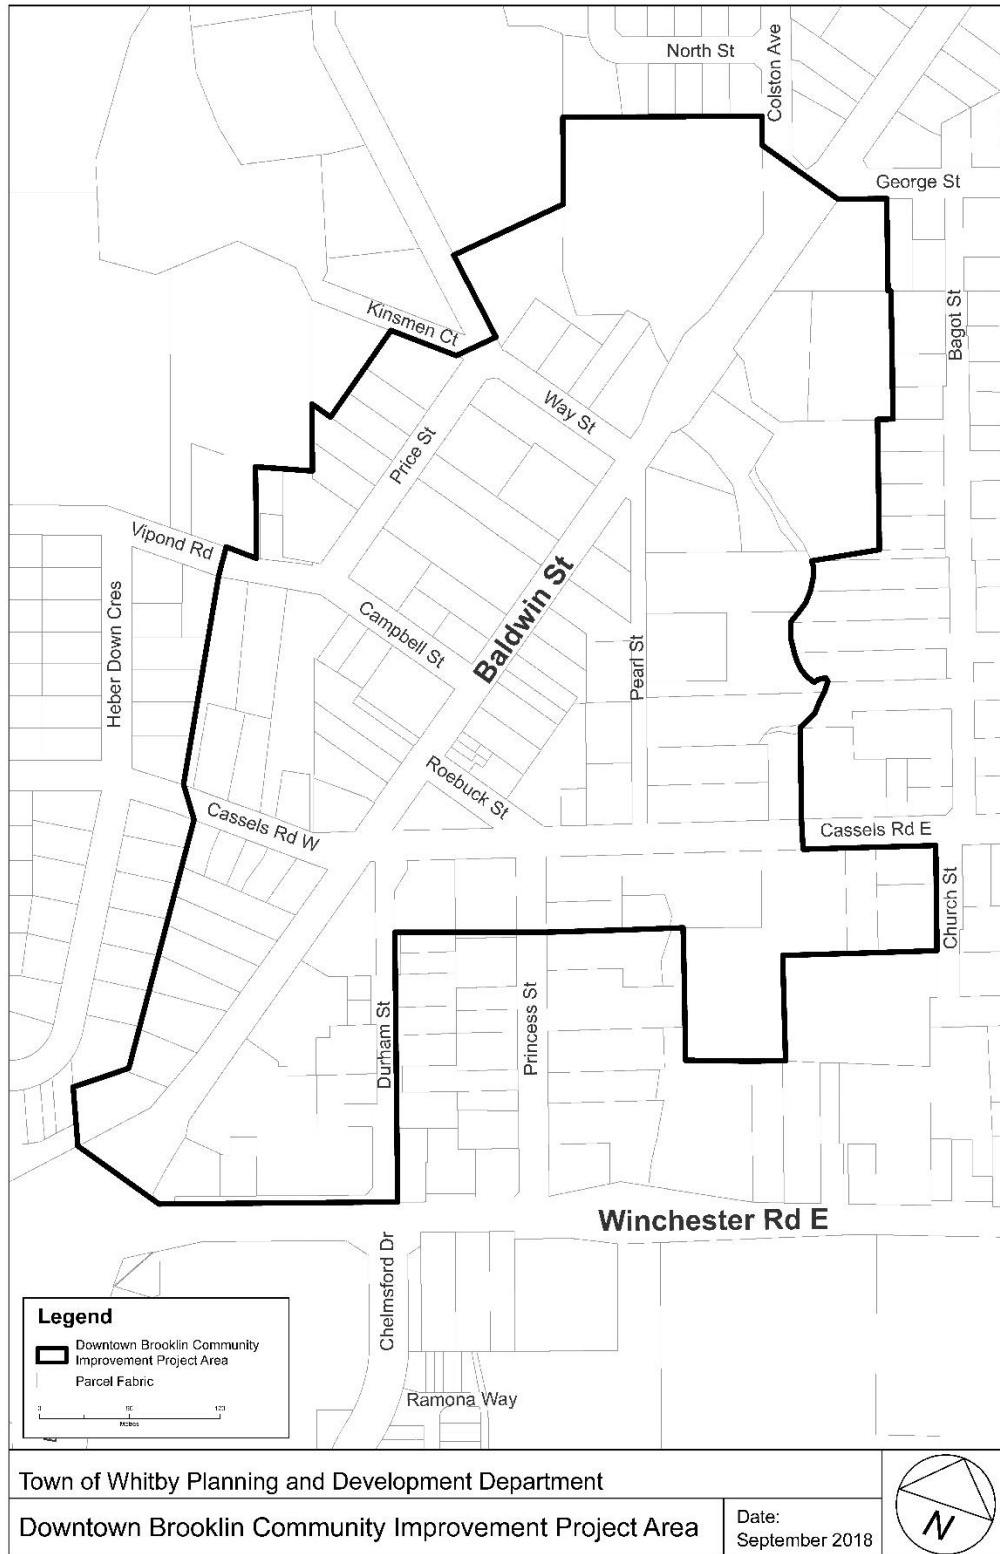 North St
Colston Ave
George St
Bagot St
Kinsmen Ct
Way St
Price St
Vipond Rd
Heber Down Cres
Campbell St
Baldwin St
Pearl St
Roebuck St
Cassels Rd W
Cassels Rd E
Church St
Durham St
Princess St
Winchester Rd E
Chelmsford Dr
Ramona Way
Legend
Downtown Brooklin Community
Improvement Project Area
Parcel Fabric
Metres
Town of Whitby Planning and Development Department
Downtown Brooklin Community Improvement Project Area
Date:
September 2018
N